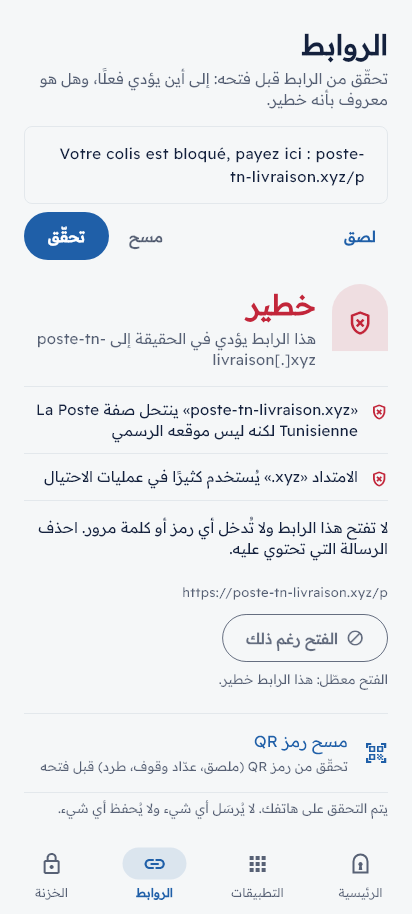 الروابط
تحقّق من الرابط قبل فتحه: إلى أين يؤدي فعلًا، وهل هو
معروف بأنه خطير.
Votre colis est bloqué, payez ici : poste-
tn-livraison.xyz/p
لصق
مسح
تحقّق
خطير
هذا الرابط يؤدي في الحقيقة إلى poste-tn-
livraison[.]xyz
«poste-tn-livraison.xyz» ينتحل صفة La Poste
Tunisienne لكنه ليس موقعه الرسمي
الامتداد «.xyz» يُستخدم كثيرًا في عمليات الاحتيال
لا تفتح هذا الرابط ولا تُدخل أي رمز أو كلمة مرور. احذف
الرسالة التي تحتوي عليه.
https://poste-tn-livraison.xyz/p
الفتح رغم ذلك
الفتح معطّل: هذا الرابط خطير.
مسح رمز QR
تحقّق من رمز QR (ملصق، عدّاد وقوف، طرد) قبل فتحه
يتم التحقق على هاتفك. لا يُرسَل أي شيء ولا يُحفظ أي شيء.
الرئيسية
التطبيقات
الروابط
الخزنة